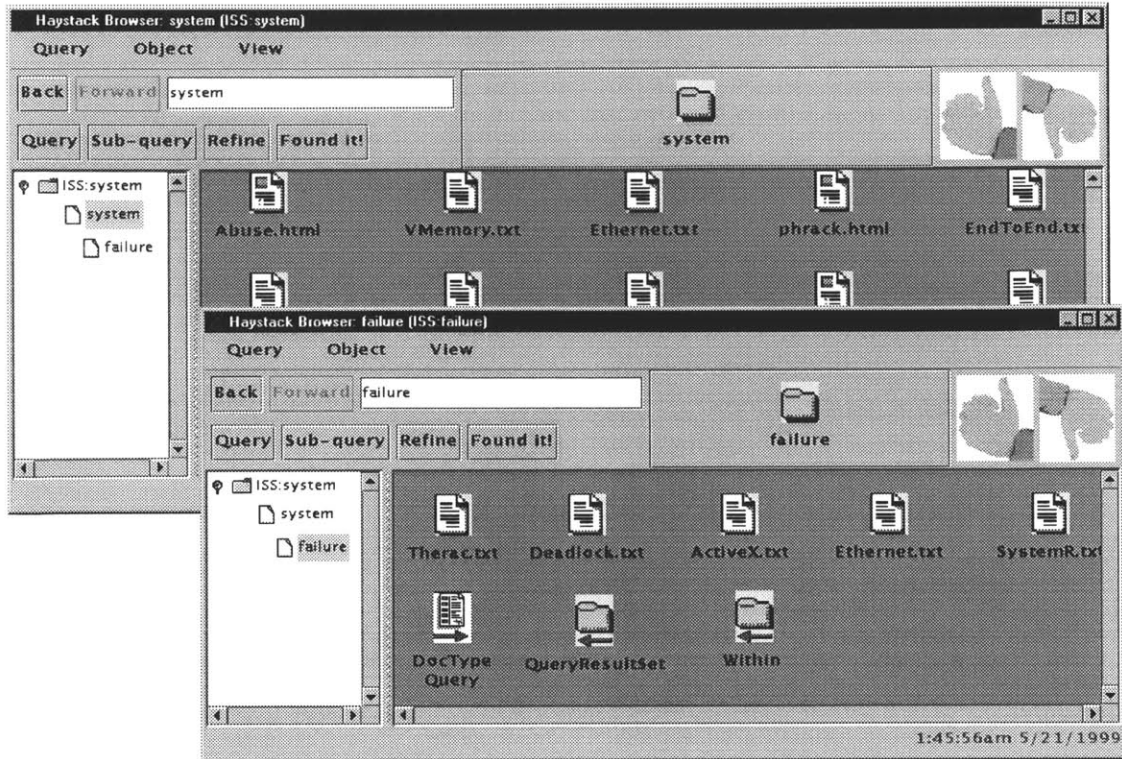 Haystack Browser: system (ISS:system)
Query Object View
Back Forward system
system
Query Sub-query Refine Found it!
ISS:system
system
failure
Abuse.html VMemory.txt Ethernet.txt phrack.html EndToEnd.tx
Haystack Browser: failure (ISS:failure)
Query Object View
Back Forward failure
failure
Query Sub-query Refine Found it!
ISS:system
system
failure
Therac.txt Deadlock.txt ActiveX.txt Ethernet.txt SystemR.txt
DocType QueryResultSet Within
Query
1:45:56am 5/21/1999